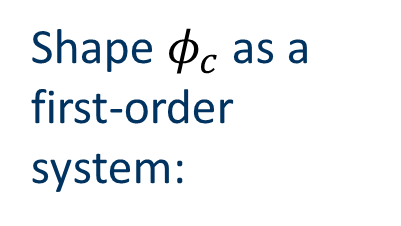 Shape ϕc as a
first-order
system: